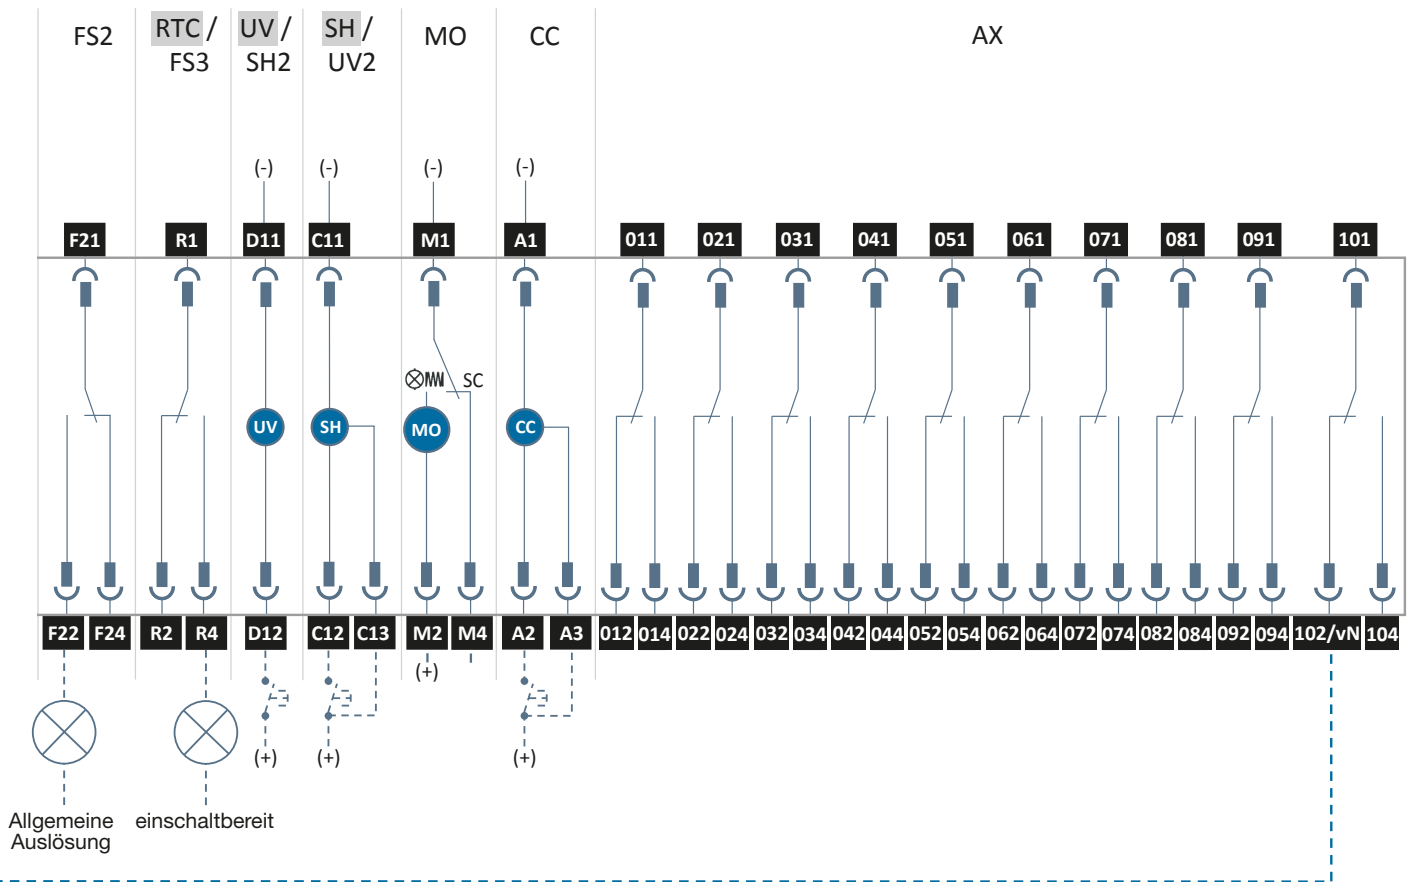 FS2
RTC /
FS3
UV /
SH2
SH /
UV2
MO
CC
AX
(-)
(-)
(-)
(-)
F21
R1
D11
C11
M1
A1
011
021
031
041
051
061
071
081
091
101
SC
UV
SH
MO
CC
F22
F24
R2
R4
D12
C12
C13
M2
M4
A2
A3
012
014
022
024
032
034
042
044
052
054
062
064
072
074
082
084
092
094
102/vN
104
(+)
(+)
(+)
(+)
Allgemeine
Auslösung
einschaltbereit